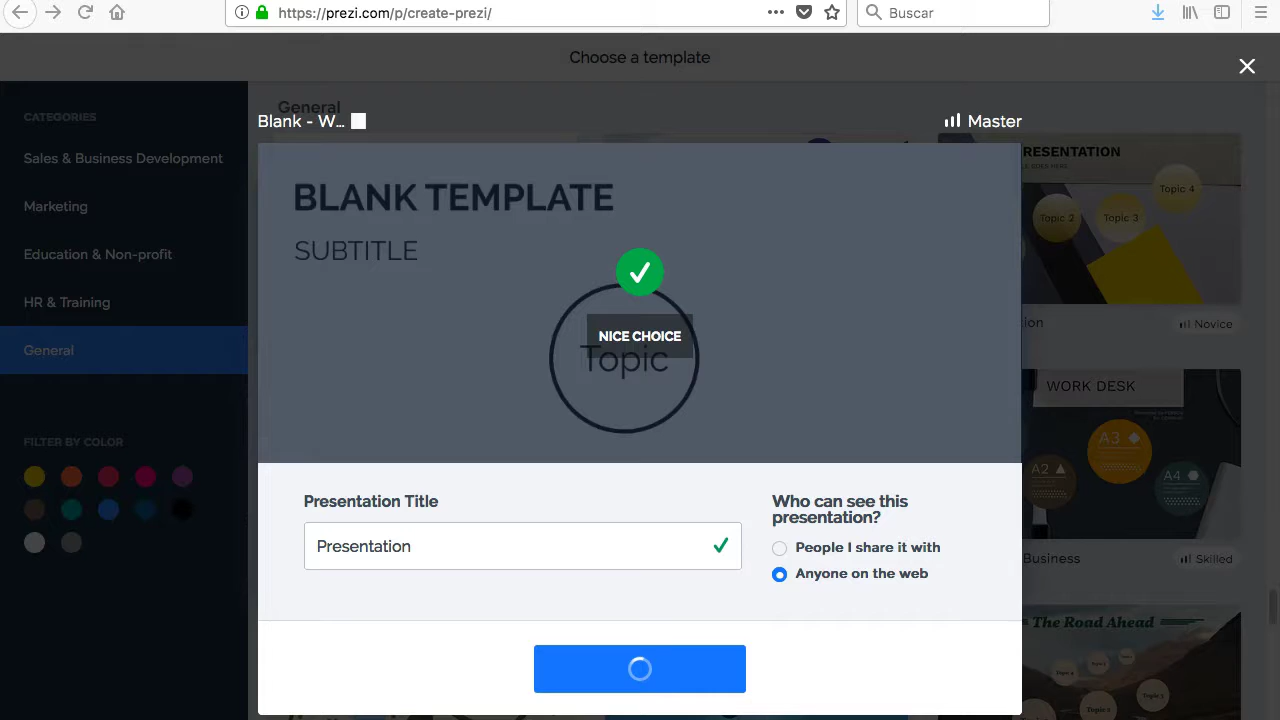 https://prezi.com/p/create-prezi/
Buscar
Choose a template
CATEGORIES
Sales & Business Development
Marketing
Education & Non-profit
HR & Training
General
FILTER BY COLOR
General
Blank - W...
Master
BLANK TEMPLATE
SUBTITLE
NICE CHOICE
Topic
Presentation Title
Presentation
Who can see this
presentation?
People I share it with
Anyone on the web
RESENTATION
Topic 4
Topic 2
Topic 3
ion
Novice
WORK DESK
A3
A2
A4
Business
Skilled
The Road Ahead